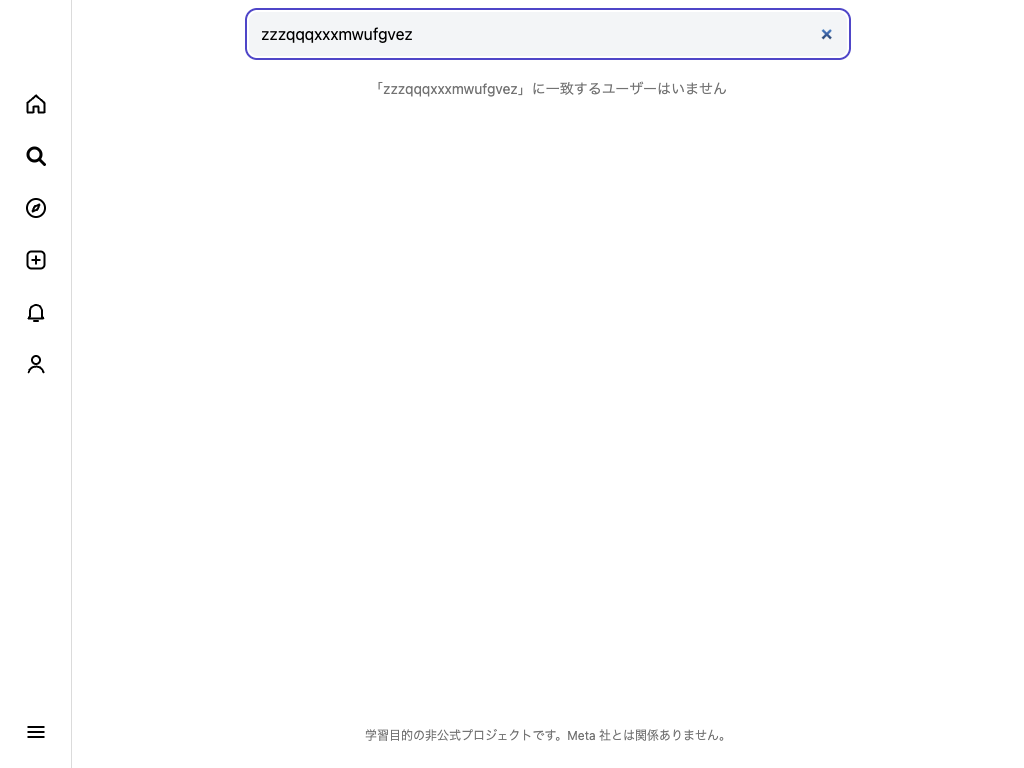 zzzqqqxxxmwufgvez
「zzzqqqxxxmwufgvez」に一致するユーザーはいません
学習目的の非公式プロジェクトです。Meta 社とは関係ありません。